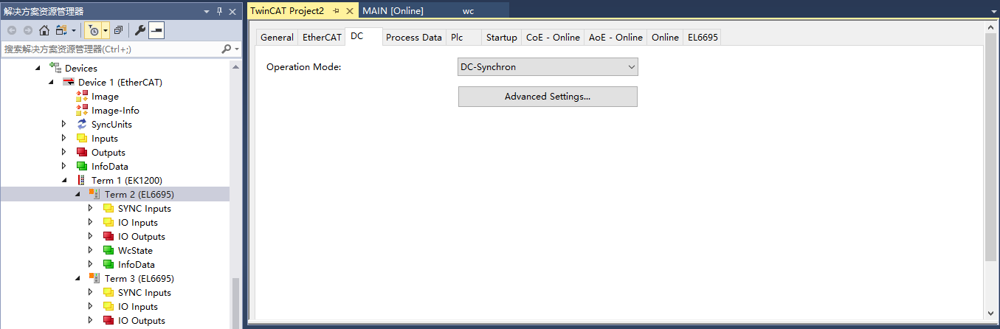 解决方案资源管理器
搜索解决方案资源管理器(Ctrl+;)
Devices
Device 1 (EtherCAT)
Image
Image-Info
SyncUnits
Inputs
Outputs
InfoData
Term 1 (EK1200)
Term 2 (EL6695)
SYNC Inputs
IO Inputs
IO Outputs
WcState
InfoData
Term 3 (EL6695)
SYNC Inputs
IO Inputs
IO Outputs
TwinCAT Project2 MAIN [Online] wc
General EtherCAT DC Process Data Plc Startup CoE - Online AoE - Online Online EL6695
Operation Mode: DC-Synchron
Advanced Settings...